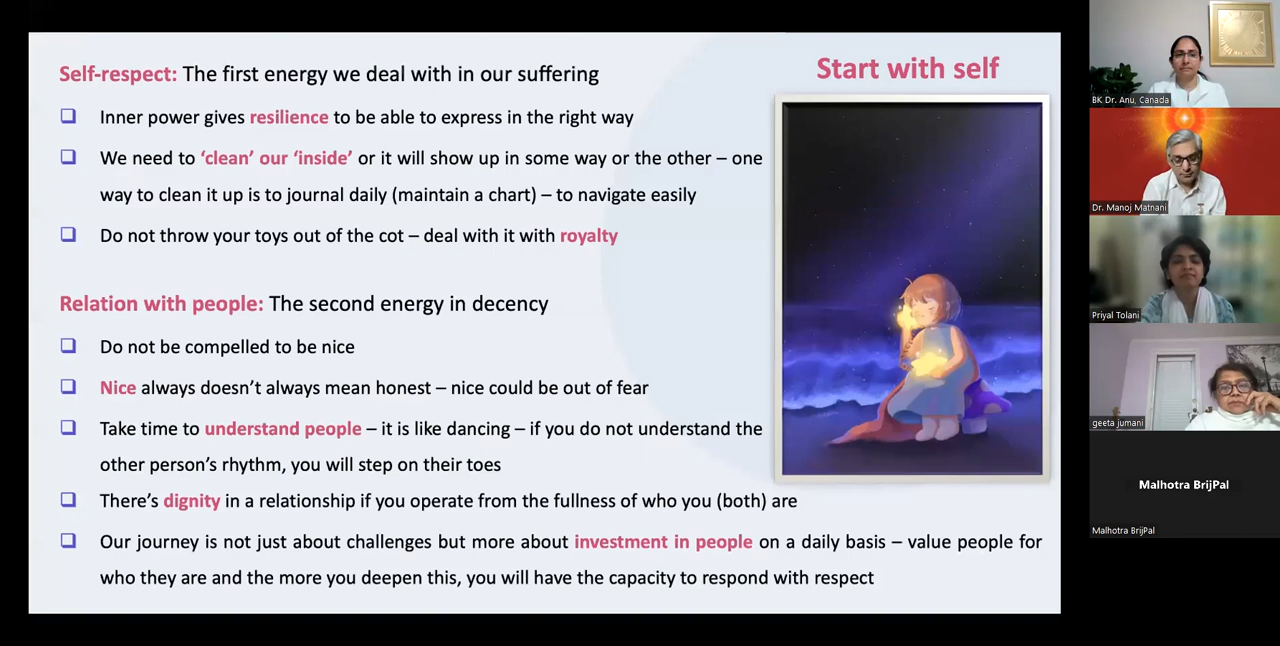 Start with self
Self-respect: The first energy we deal with in our suffering
Inner power gives resilience to be able to express in the right way
We need to ‘clean’ our ‘inside’ or it will show up in some way or the other – one
way to clean it up is to journal daily (maintain a chart) – to navigate easily
Do not throw your toys out of the cot – deal with it with royalty
Relation with people: The second energy in decency
Do not be compelled to be nice
Nice always doesn’t always mean honest – nice could be out of fear
Take time to understand people – it is like dancing – if you do not understand the
other person’s rhythm, you will step on their toes
There’s dignity in a relationship if you operate from the fullness of who you (both) are
Our journey is not just about challenges but more about investment in people on a daily basis – value people for
who they are and the more you deepen this, you will have the capacity to respond with respect
BK Dr. Anu, Canada
Dr. Manoj Matnani
Priyal Tolani
geeta jumani
Malhotra BrijPal
Malhotra BrijPal